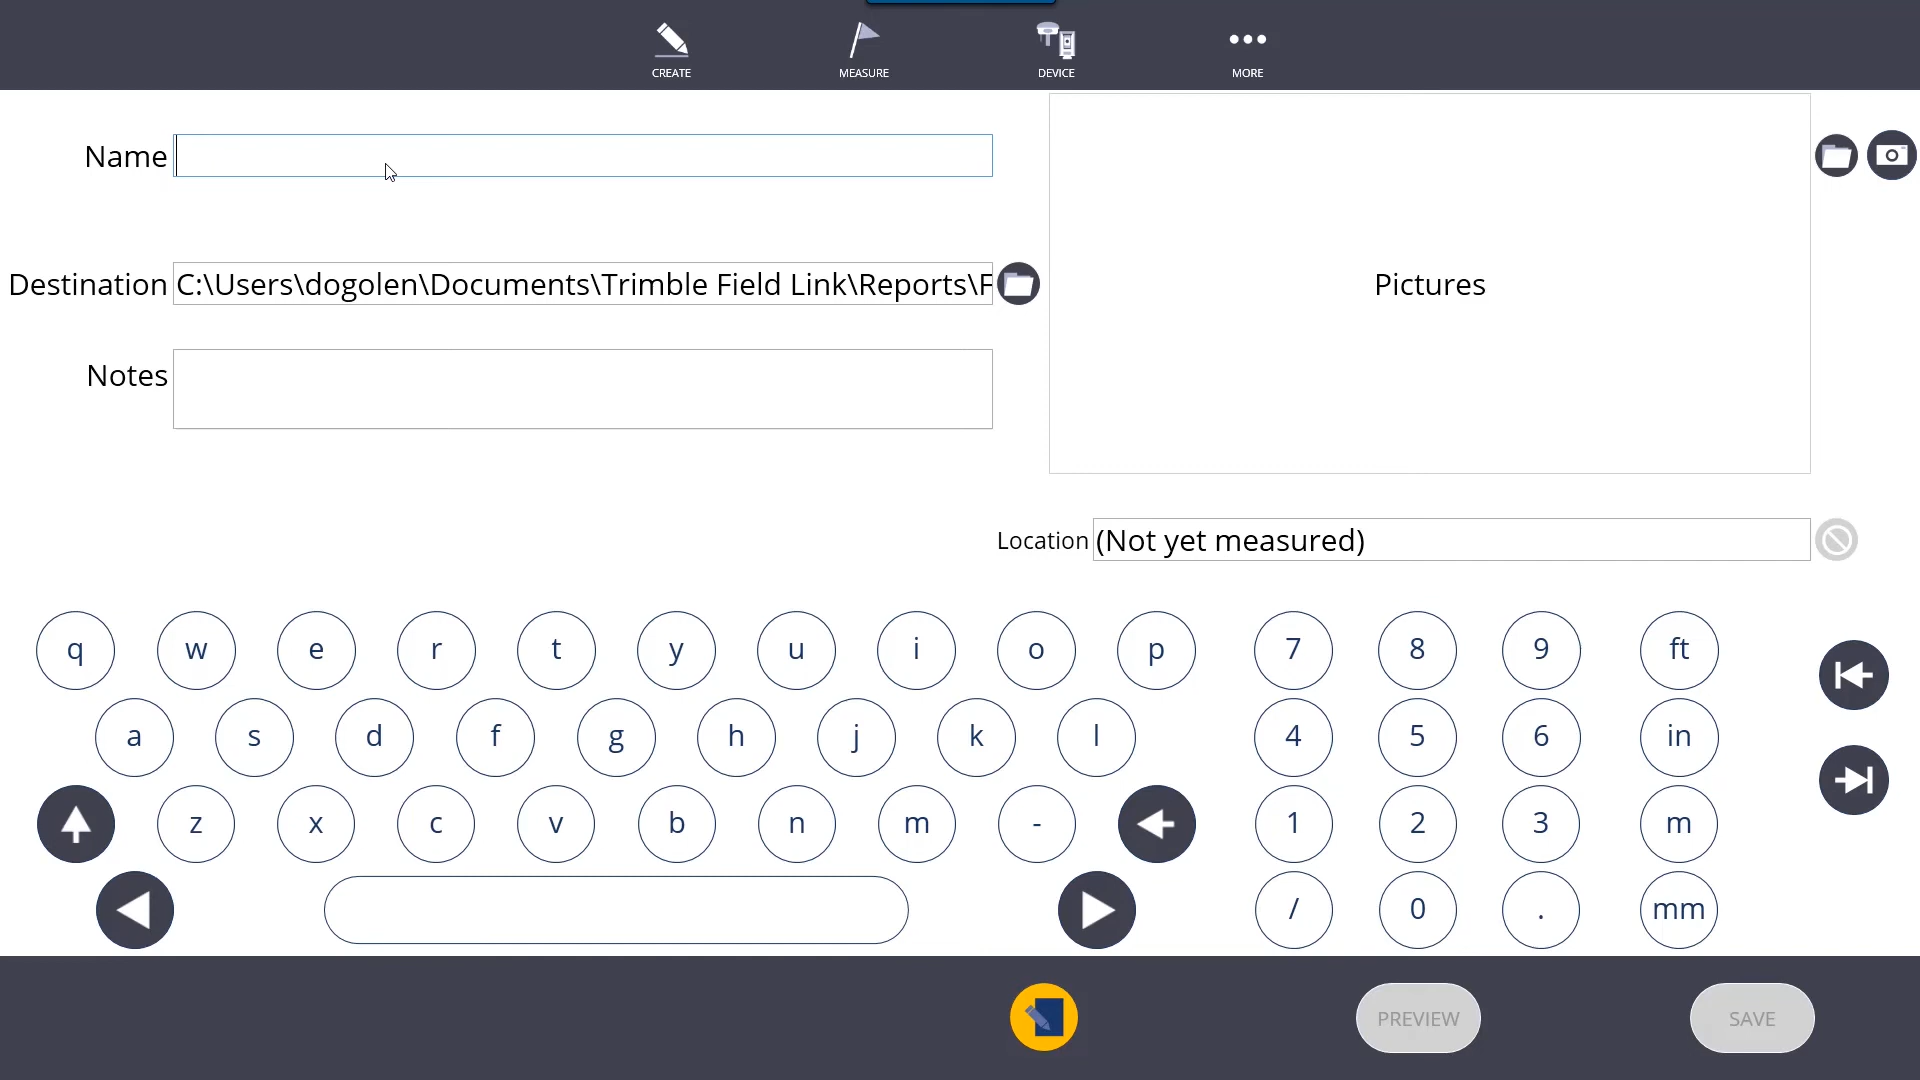 CREATE MEASURE DEVICE MORE
Name
Destination C:\Users\dogolen\Documents\Trimble Field Link\Reports\F
Pictures
Notes
Location (Not yet measured)
q w e r t y u i o p 7 8 9 ft
a s d f g h j k l 4 5 6 in
z x c v b n m - 1 2 3 m
/ 0 . mm
PREVIEW SAVE